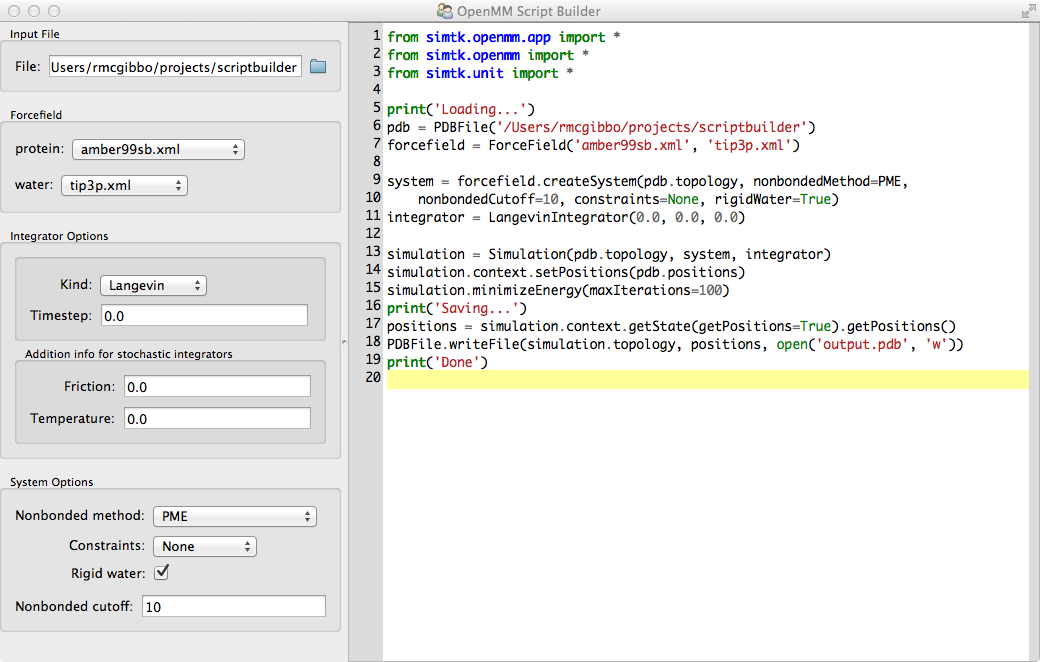 OpenMM Script Builder
Input File
File: Users/rmcgibbo/projects/scriptbuilder
Forcefield
protein: amber99sb.xml
water: tip3p.xml
Integrator Options
Kind: Langevin
Timestep: 0.0
Addition info for stochastic integrators
Friction: 0.0
Temperature: 0.0
System Options
Nonbonded method: PME
Constraints: None
Rigid water:
Nonbonded cutoff: 10
1 from simtk.openmm.app import *
2 from simtk.openmm import *
3 from simtk.unit import *
4
5 print('Loading...')
6 pdb = PDBFile('/Users/rmcgibbo/projects/scriptbuilder')
7 forcefield = ForceField('amber99sb.xml', 'tip3p.xml')
8
9 system = forcefield.createSystem(pdb.topology, nonbondedMethod=PME,
10     nonbondedCutoff=10, constraints=None, rigidWater=True)
11 integrator = LangevinIntegrator(0.0, 0.0, 0.0)
12
13 simulation = Simulation(pdb.topology, system, integrator)
14 simulation.context.setPositions(pdb.positions)
15 simulation.minimizeEnergy(maxIterations=100)
16 print('Saving...')
17 positions = simulation.context.getState(getPositions=True).getPositions()
18 PDBFile.writeFile(simulation.topology, positions, open('output.pdb', 'w'))
19 print('Done')
20